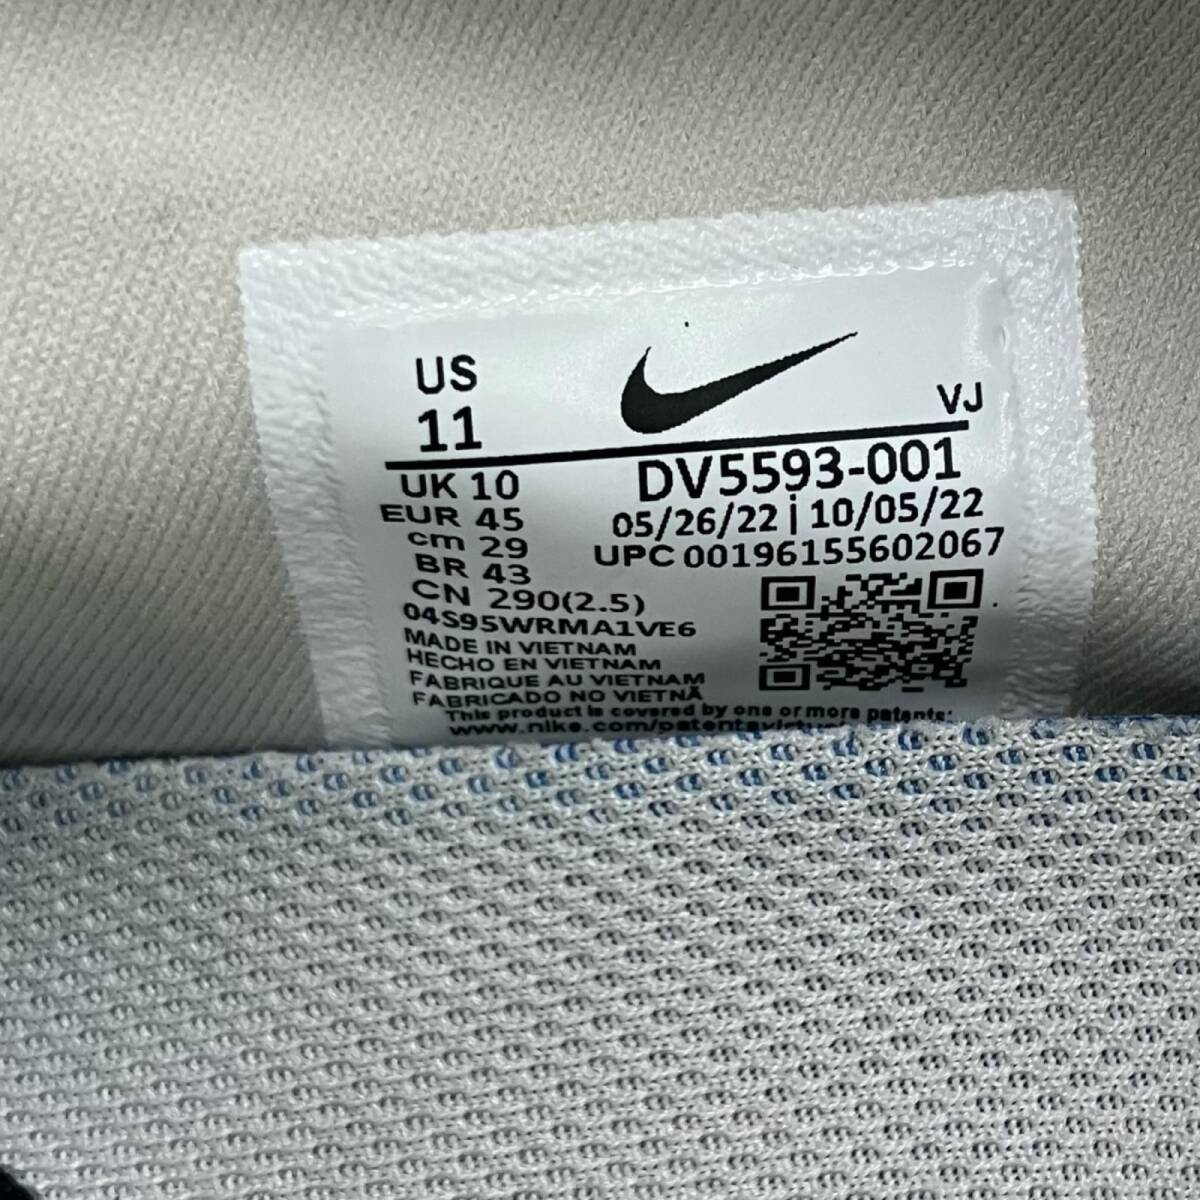 US
11
VJ
UK 10
EUR 45
cm 29
BR 43
CN 290(2.5)
DV5593-001
05/26/22 | 10/05/22
UPC 00196155602067
04S95WRMA1VE6
MADE IN VIETNAM
HECHO EN VIETNAM
FABRIQUE AU VIETNAM
FABRICADO NO VIETNÃ
This product is covered by one or more patents: